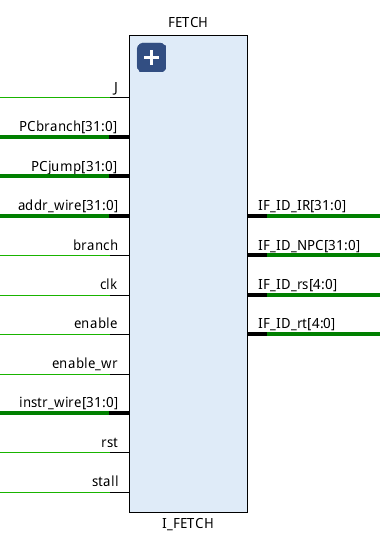 FETCH
J
PCbranch[31:0]
PCjump[31:0]
addr_wire[31:0]
branch
clk
enable
enable_wr
instr_wire[31:0]
rst
stall
IF_ID_IR[31:0]
IF_ID_NPC[31:0]
IF_ID_rs[4:0]
IF_ID_rt[4:0]
I_FETCH